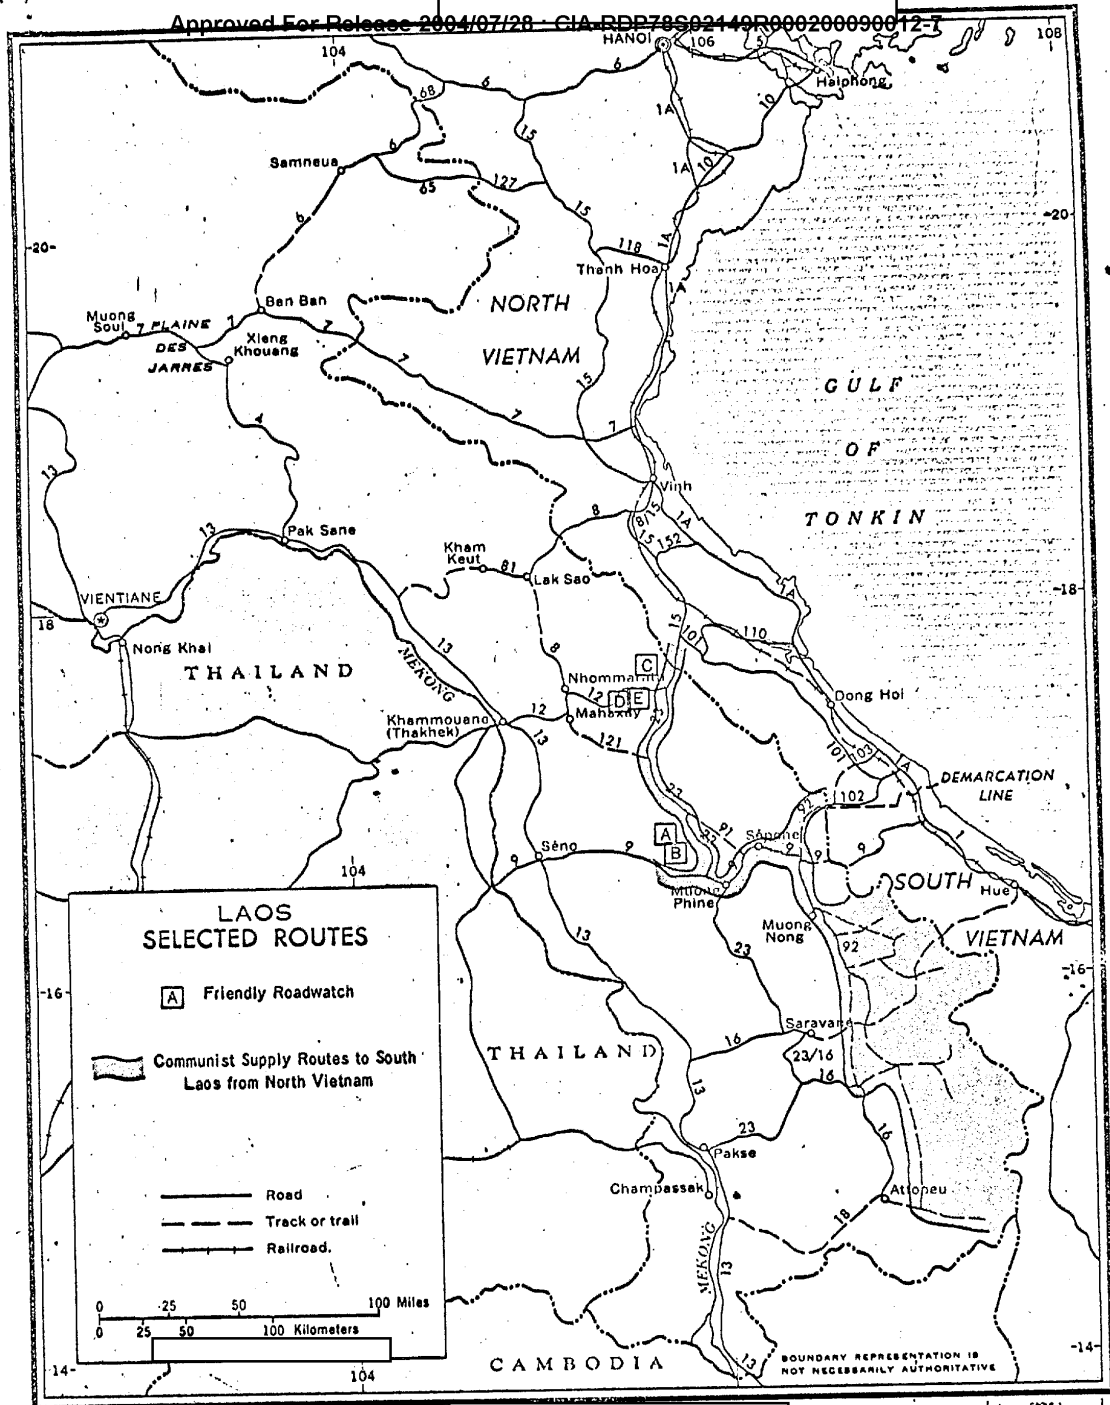 Approved For Release 2004/07/28 : CIA-RDP78S02149R000200090012-7
104
HANOI
106
5
108
Haiphong
6
6
68
1A
10
15
6
Samneua
1A
10
65
127
6
15
20
20
118
1A
Thanh Hoa
1A
Ban Ban
NORTH
VIETNAM
Muong
Soui
7
PLAINE
DES
JARRES
7
Xieng
Khouang
7
7
15
GULF
OF
TONKIN
4
7
7
13
Vinh
8
8/15
1A
13
Pak Sane
15
152
Kham
Keut
81
Lak Sao
1A
18
VIENTIANE
18
Nong Khai
13
15
101
110
THAILAND
MEKONG
8
C
Nhommarath
12
D
E
Dong Hoi
Khammouane
(Thakhek)
12
Mahaxay
23
13
121
101
103
1A
DEMARCATION
LINE
23
92
102
A
91
B
23
Sépone
9
9
Séno
9
9
9
1
104
Muong
Phine
SOUTH
VIETNAM
Hue
Muong
Nong
92
13
23
16
16
Saravane
16
23/16
16
THAILAND
13
23
16
Pakse
Champassak
Attopeu
18
MEKONG
13
13
CAMBODIA
14
14
104
LAOS
SELECTED ROUTES
A Friendly Roadwatch
Communist Supply Routes to South
Laos from North Vietnam
Road
Track or trail
Railroad
0 25 50 100 Miles
0 25 50 100 Kilometers
BOUNDARY REPRESENTATION IS
NOT NECESSARILY AUTHORITATIVE